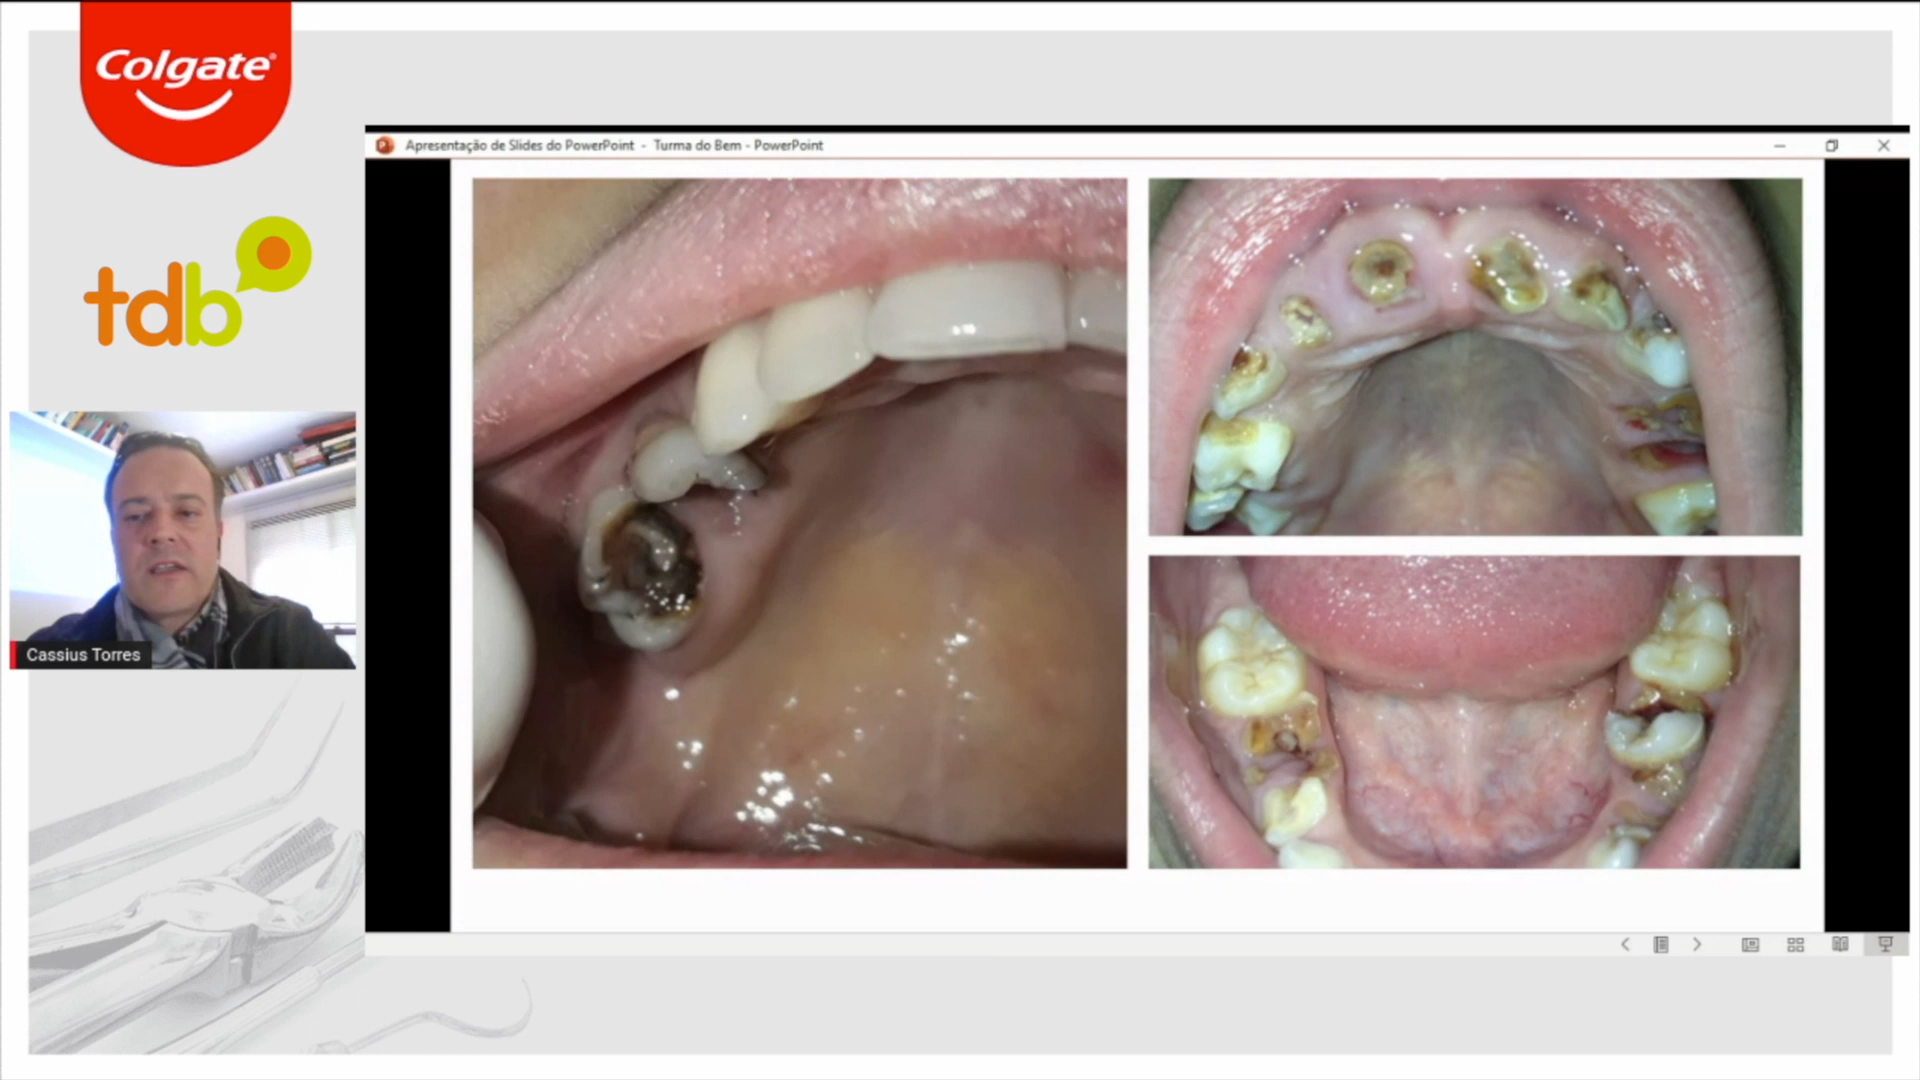 Colgate
Apresentação de Slides do PowerPoint - Turma do Bem - PowerPoint
tdb
Cassius Torres